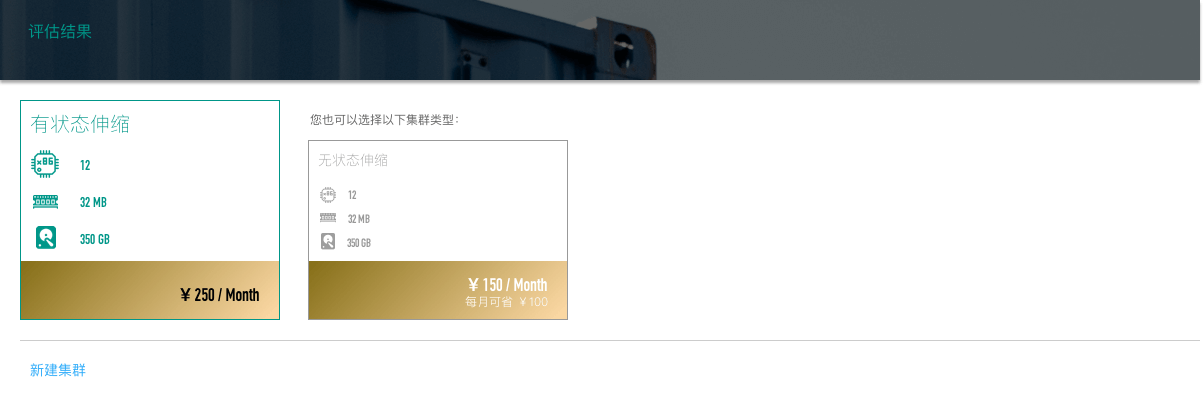 评估结果
有状态伸缩
x86
12
32 MB
350 GB
¥ 250 / Month
您也可以选择以下集群类型：
无状态伸缩
x86
12
32 MB
350 GB
¥ 150 / Month
每月可省 ¥100
新建集群